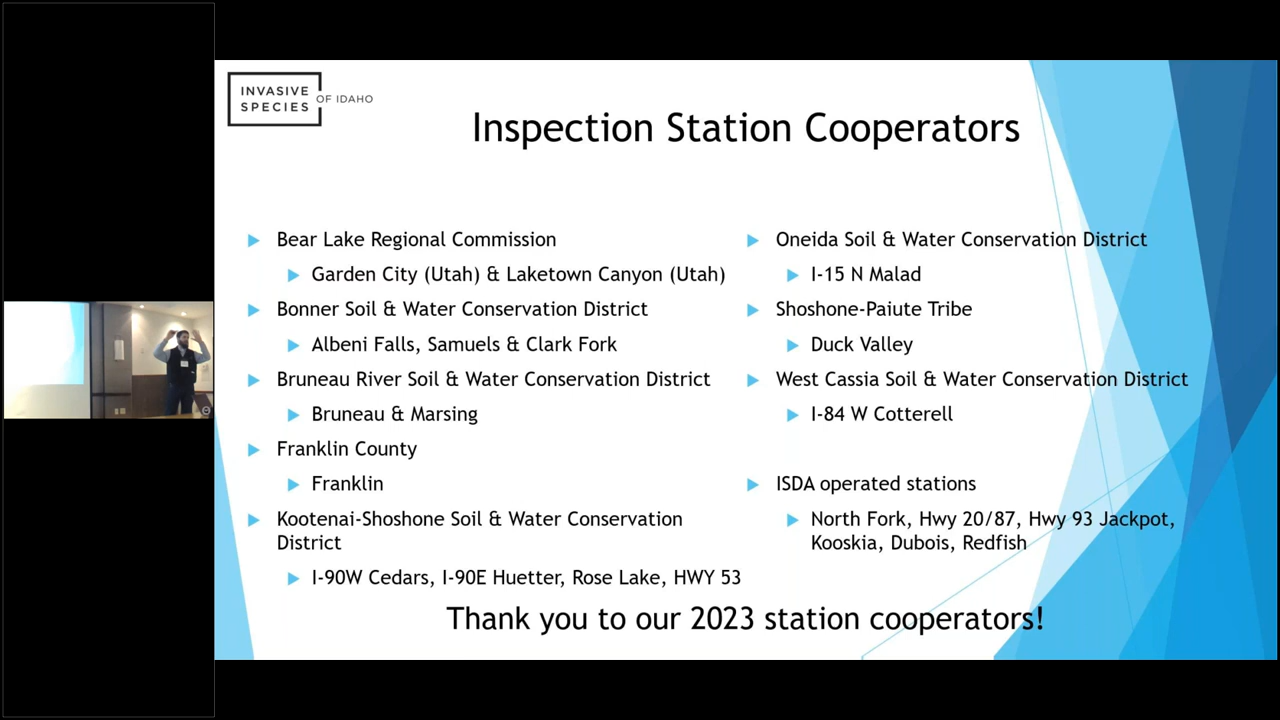 INVASIVE
SPECIES
OF IDAHO
Inspection Station Cooperators
Bear Lake Regional Commission
Garden City (Utah) & Laketown Canyon (Utah)
Bonner Soil & Water Conservation District
Albeni Falls, Samuels & Clark Fork
Bruneau River Soil & Water Conservation District
Bruneau & Marsing
Franklin County
Franklin
Kootenai-Shoshone Soil & Water Conservation
District
I-90W Cedars, I-90E Huetter, Rose Lake, HWY 53
Oneida Soil & Water Conservation District
I-15 N Malad
Shoshone-Paiute Tribe
Duck Valley
West Cassia Soil & Water Conservation District
I-84 W Cotterell
ISDA operated stations
North Fork, Hwy 20/87, Hwy 93 Jackpot,
Kooskia, Dubois, Redfish
Thank you to our 2023 station cooperators!